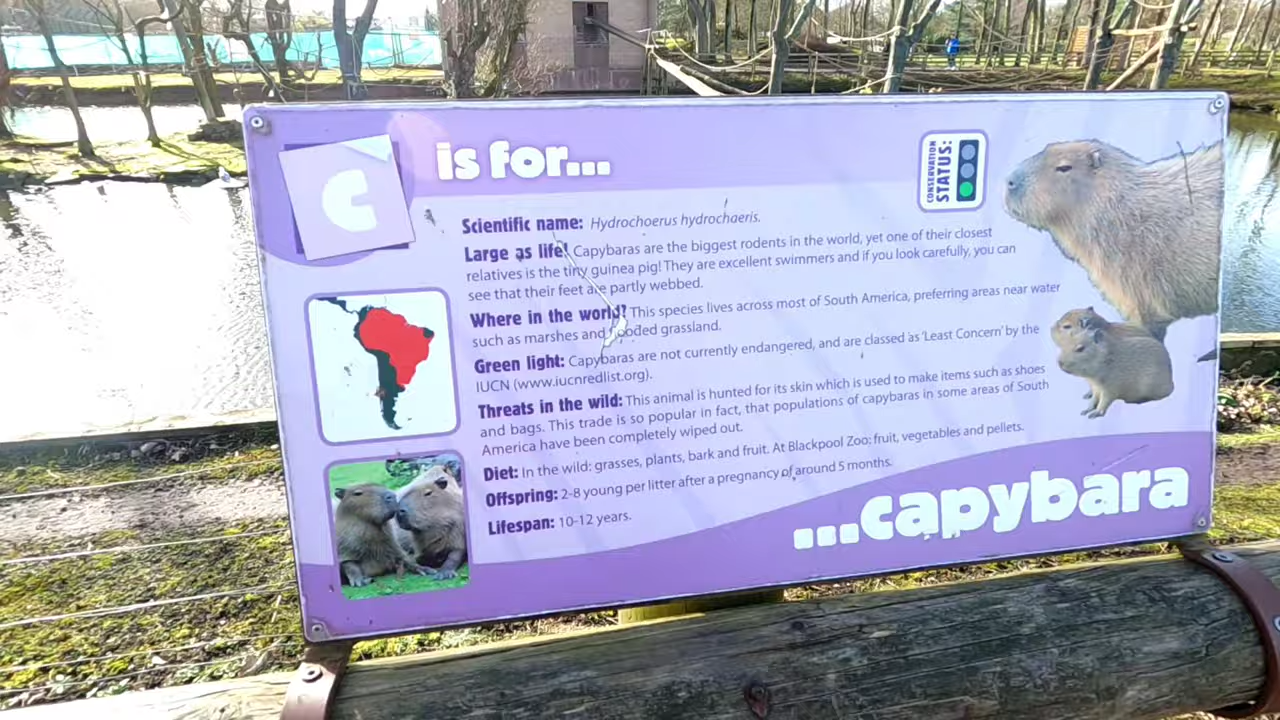 C is for...
CONSERVATION
STATUS:
Scientific name: Hydrochoerus hydrochaeris.
Large as life! Capybaras are the biggest rodents in the world, yet one of their closest
relatives is the tiny guinea pig! They are excellent swimmers and if you look carefully, you can
see that their feet are partly webbed.
Where in the world? This species lives across most of South America, preferring areas near water
such as marshes and flooded grassland.
Green light: Capybaras are not currently endangered, and are classed as 'Least Concern' by the
IUCN (www.iucnredlist.org).
Threats in the wild: This animal is hunted for its skin which is used to make items such as shoes
and bags. This trade is so popular in fact, that populations of capybaras in some areas of South
America have been completely wiped out.
Diet: In the wild: grasses, plants, bark and fruit. At Blackpool Zoo: fruit, vegetables and pellets.
Offspring: 2-8 young per litter after a pregnancy of around 5 months.
Lifespan: 10-12 years.
...capybara